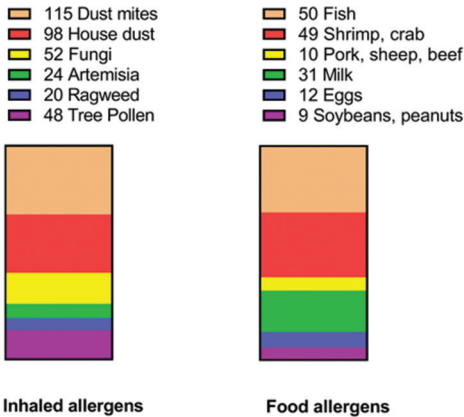 115 Dust mites
98 House dust
52 Fungi
24 Artemisia
20 Ragweed
48 Tree Pollen
50 Fish
49 Shrimp, crab
10 Pork, sheep, beef
31 Milk
12 Eggs
9 Soybeans, peanuts
Inhaled allergens
Food allergens